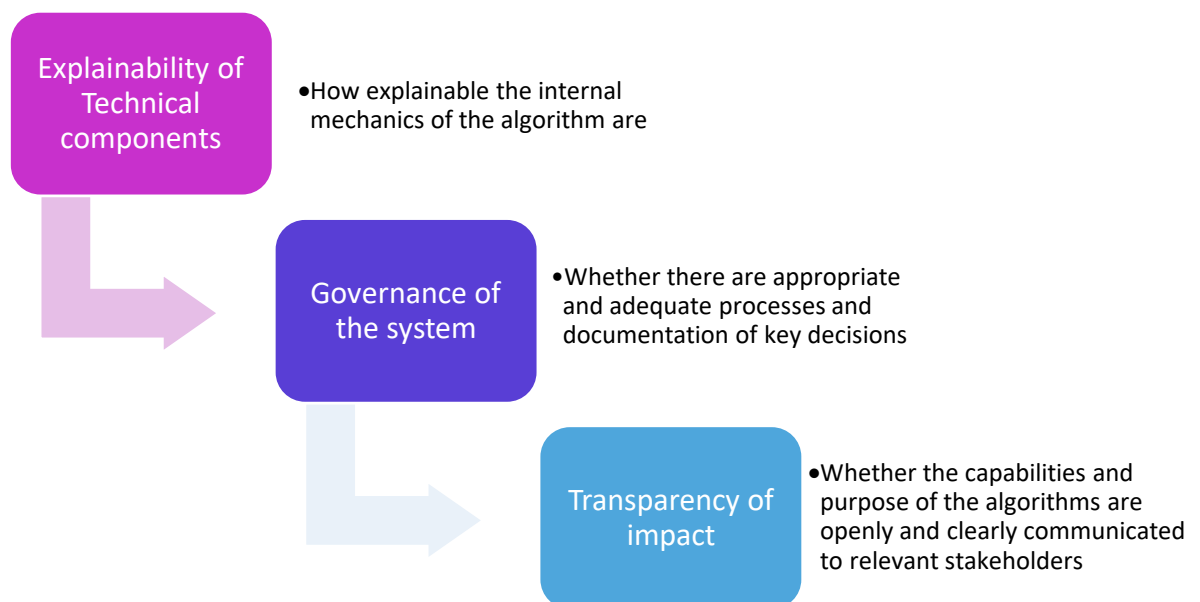 Explainability of
Technical
components
•How explainable the internal
mechanics of the algorithm are
Governance of
the system
•Whether there are appropriate
and adequate processes and
documentation of key decisions
Transparency of
impact
•Whether the capabilities and
purpose of the algorithms are
openly and clearly communicated
to relevant stakeholders